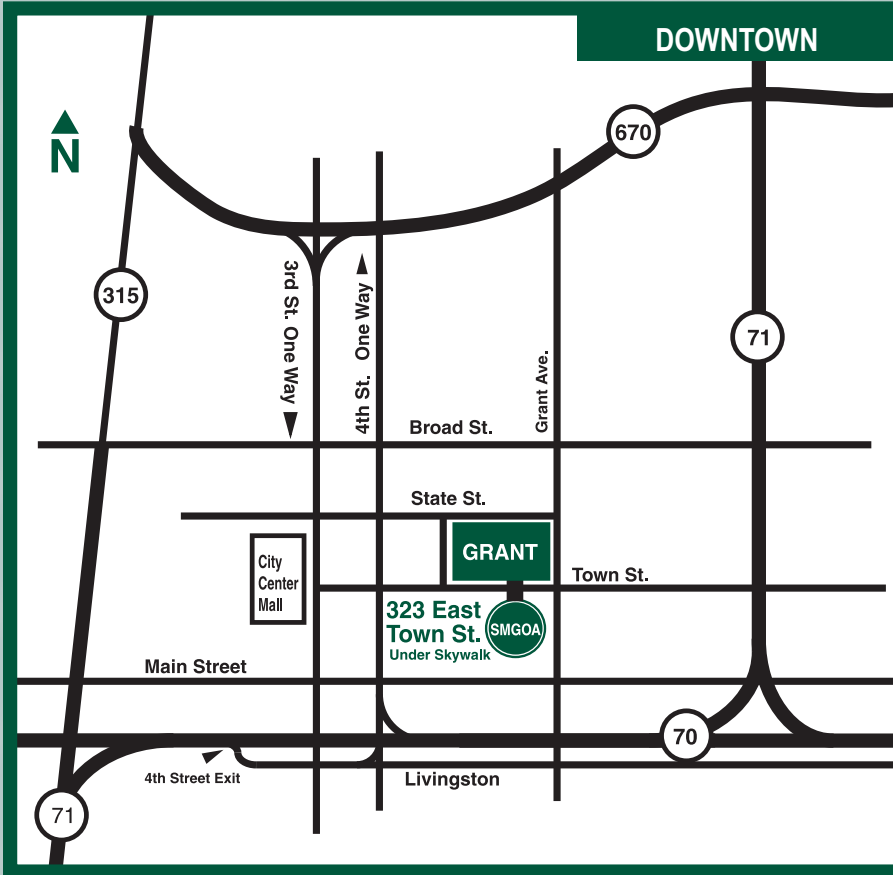 DOWNTOWN
N
670
315
3rd St. One Way
4th St. One Way
Grant Ave.
71
Broad St.
State St.
GRANT
City
Center
Mall
Town St.
323 East
Town St.
Under Skywalk
SMGOA
Main Street
70
4th Street Exit
Livingston
71